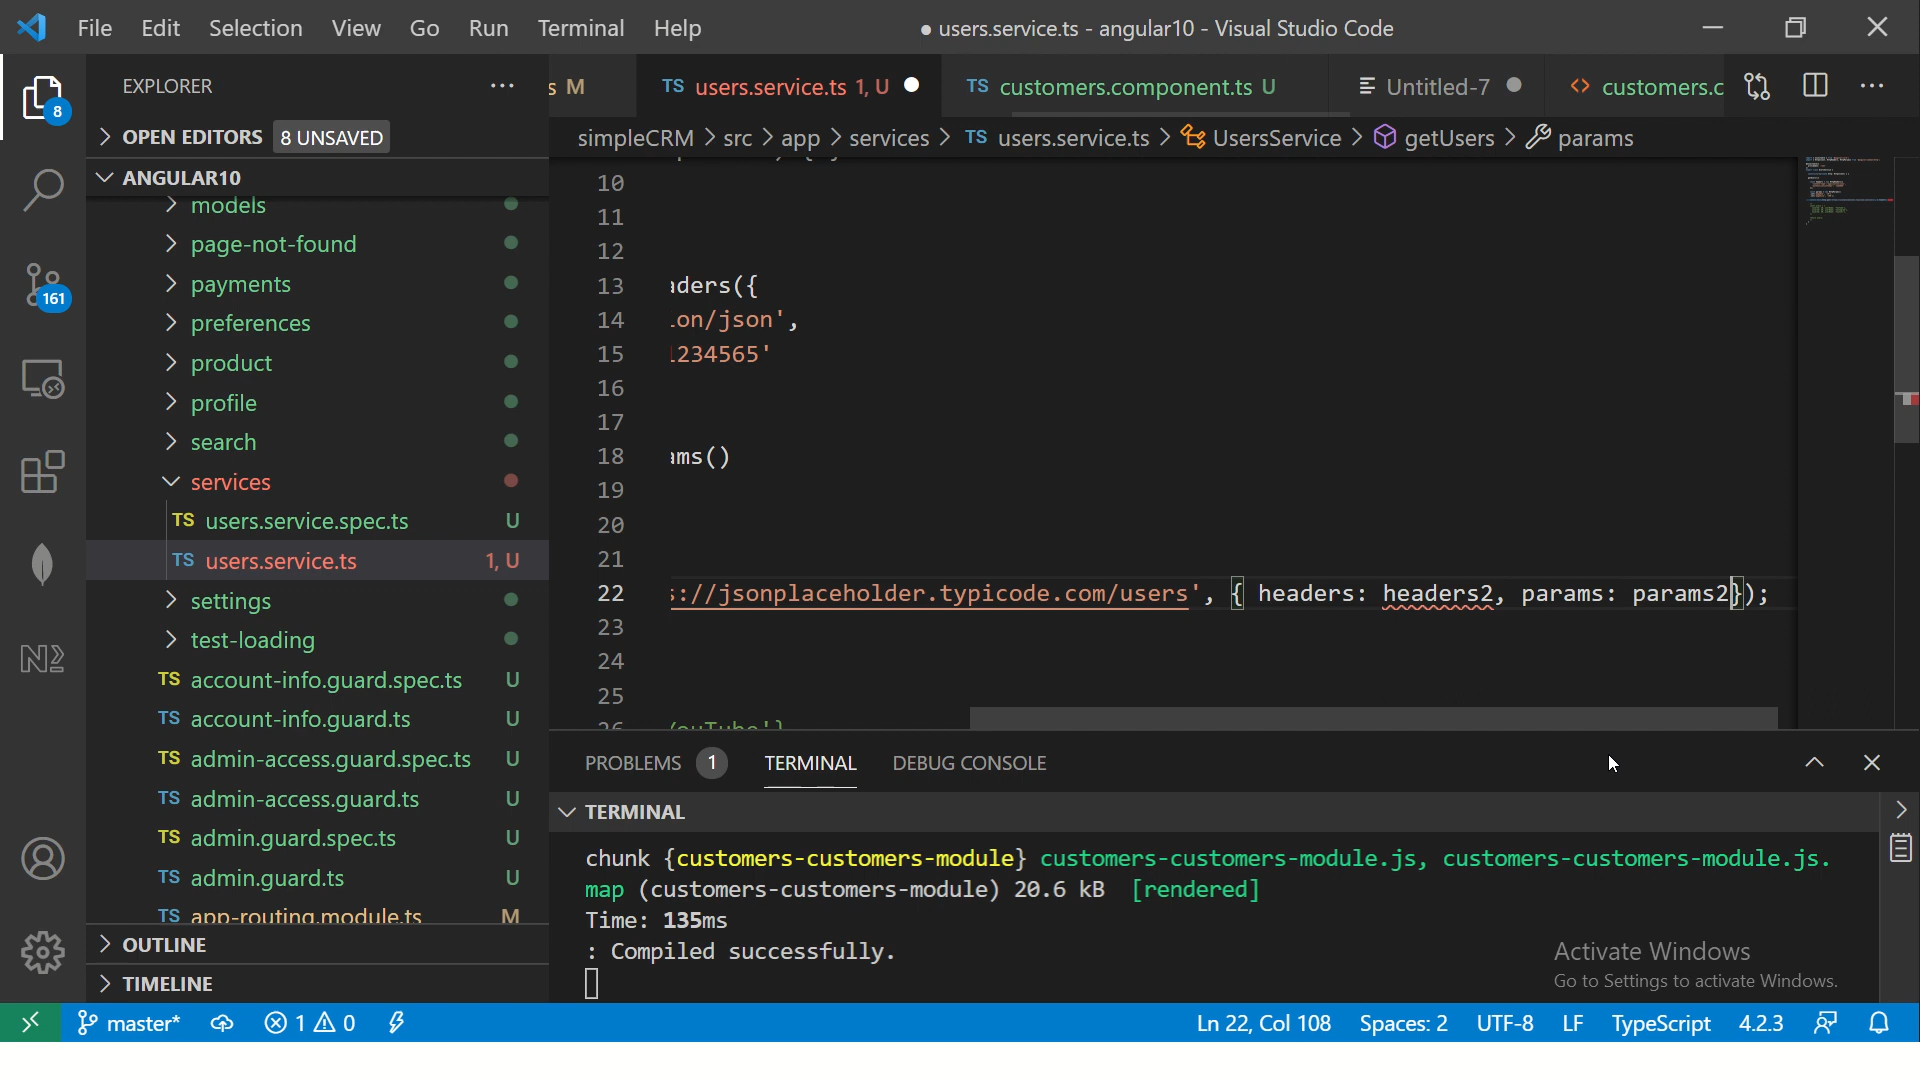 File Edit Selection View Go Run Terminal Help
● users.service.ts - angular10 - Visual Studio Code
EXPLORER
s M
TS users.service.ts 1, U
TS customers.component.ts U
Untitled-7
<> customers.c
OPEN EDITORS 8 UNSAVED
simpleCRM > src > app > services > TS users.service.ts > UsersService > getUsers > params
ANGULAR10
models
page-not-found
payments
preferences
product
profile
search
services
TS users.service.spec.ts U
TS users.service.ts 1, U
settings
test-loading
TS account-info.guard.spec.ts U
TS account-info.guard.ts U
TS admin-access.guard.spec.ts U
TS admin-access.guard.ts U
TS admin.guard.spec.ts U
TS admin.guard.ts U
TS app-routing.module.ts M
OUTLINE
TIMELINE
8
161
10
11
12
13 aders({
14 ion/json',
15 1234565'
16
17
18 ams()
19
20
21
22 s://jsonplaceholder.typicode.com/users', { headers: headers2, params: params2});
23
24
25
26 YouTube'}
PROBLEMS 1 TERMINAL DEBUG CONSOLE
TERMINAL
chunk {customers-customers-module} customers-customers-module.js, customers-customers-module.js.
map (customers-customers-module) 20.6 kB [rendered]
Time: 135ms
: Compiled successfully.
Activate Windows
Go to Settings to activate Windows.
master* 1 0
Ln 22, Col 108 Spaces: 2 UTF-8 LF TypeScript 4.2.3